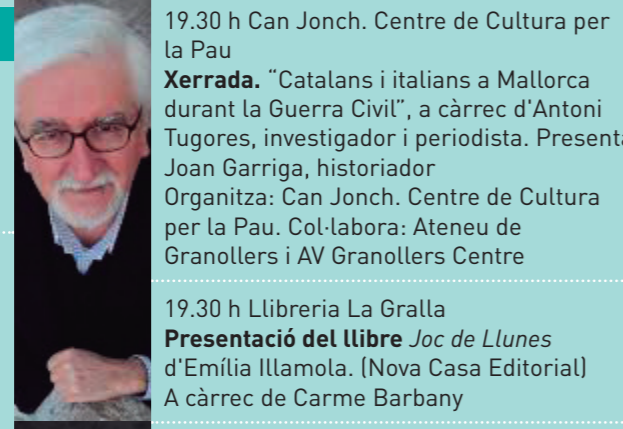 19.30 h Can Jonch. Centre de Cultura per
la Pau
Xerrada. “Catalans i italians a Mallorca
durant la Guerra Civil”, a càrrec d'Antoni
Tugores, investigador i periodista. Presenta
Joan Garriga, historiador
Organitza: Can Jonch. Centre de Cultura
per la Pau. Col·labora: Ateneu de
Granollers i AV Granollers Centre
19.30 h Llibreria La Gralla
Presentació del llibre Joc de Llunes
d'Emília Illamola. (Nova Casa Editorial)
A càrrec de Carme Barbany